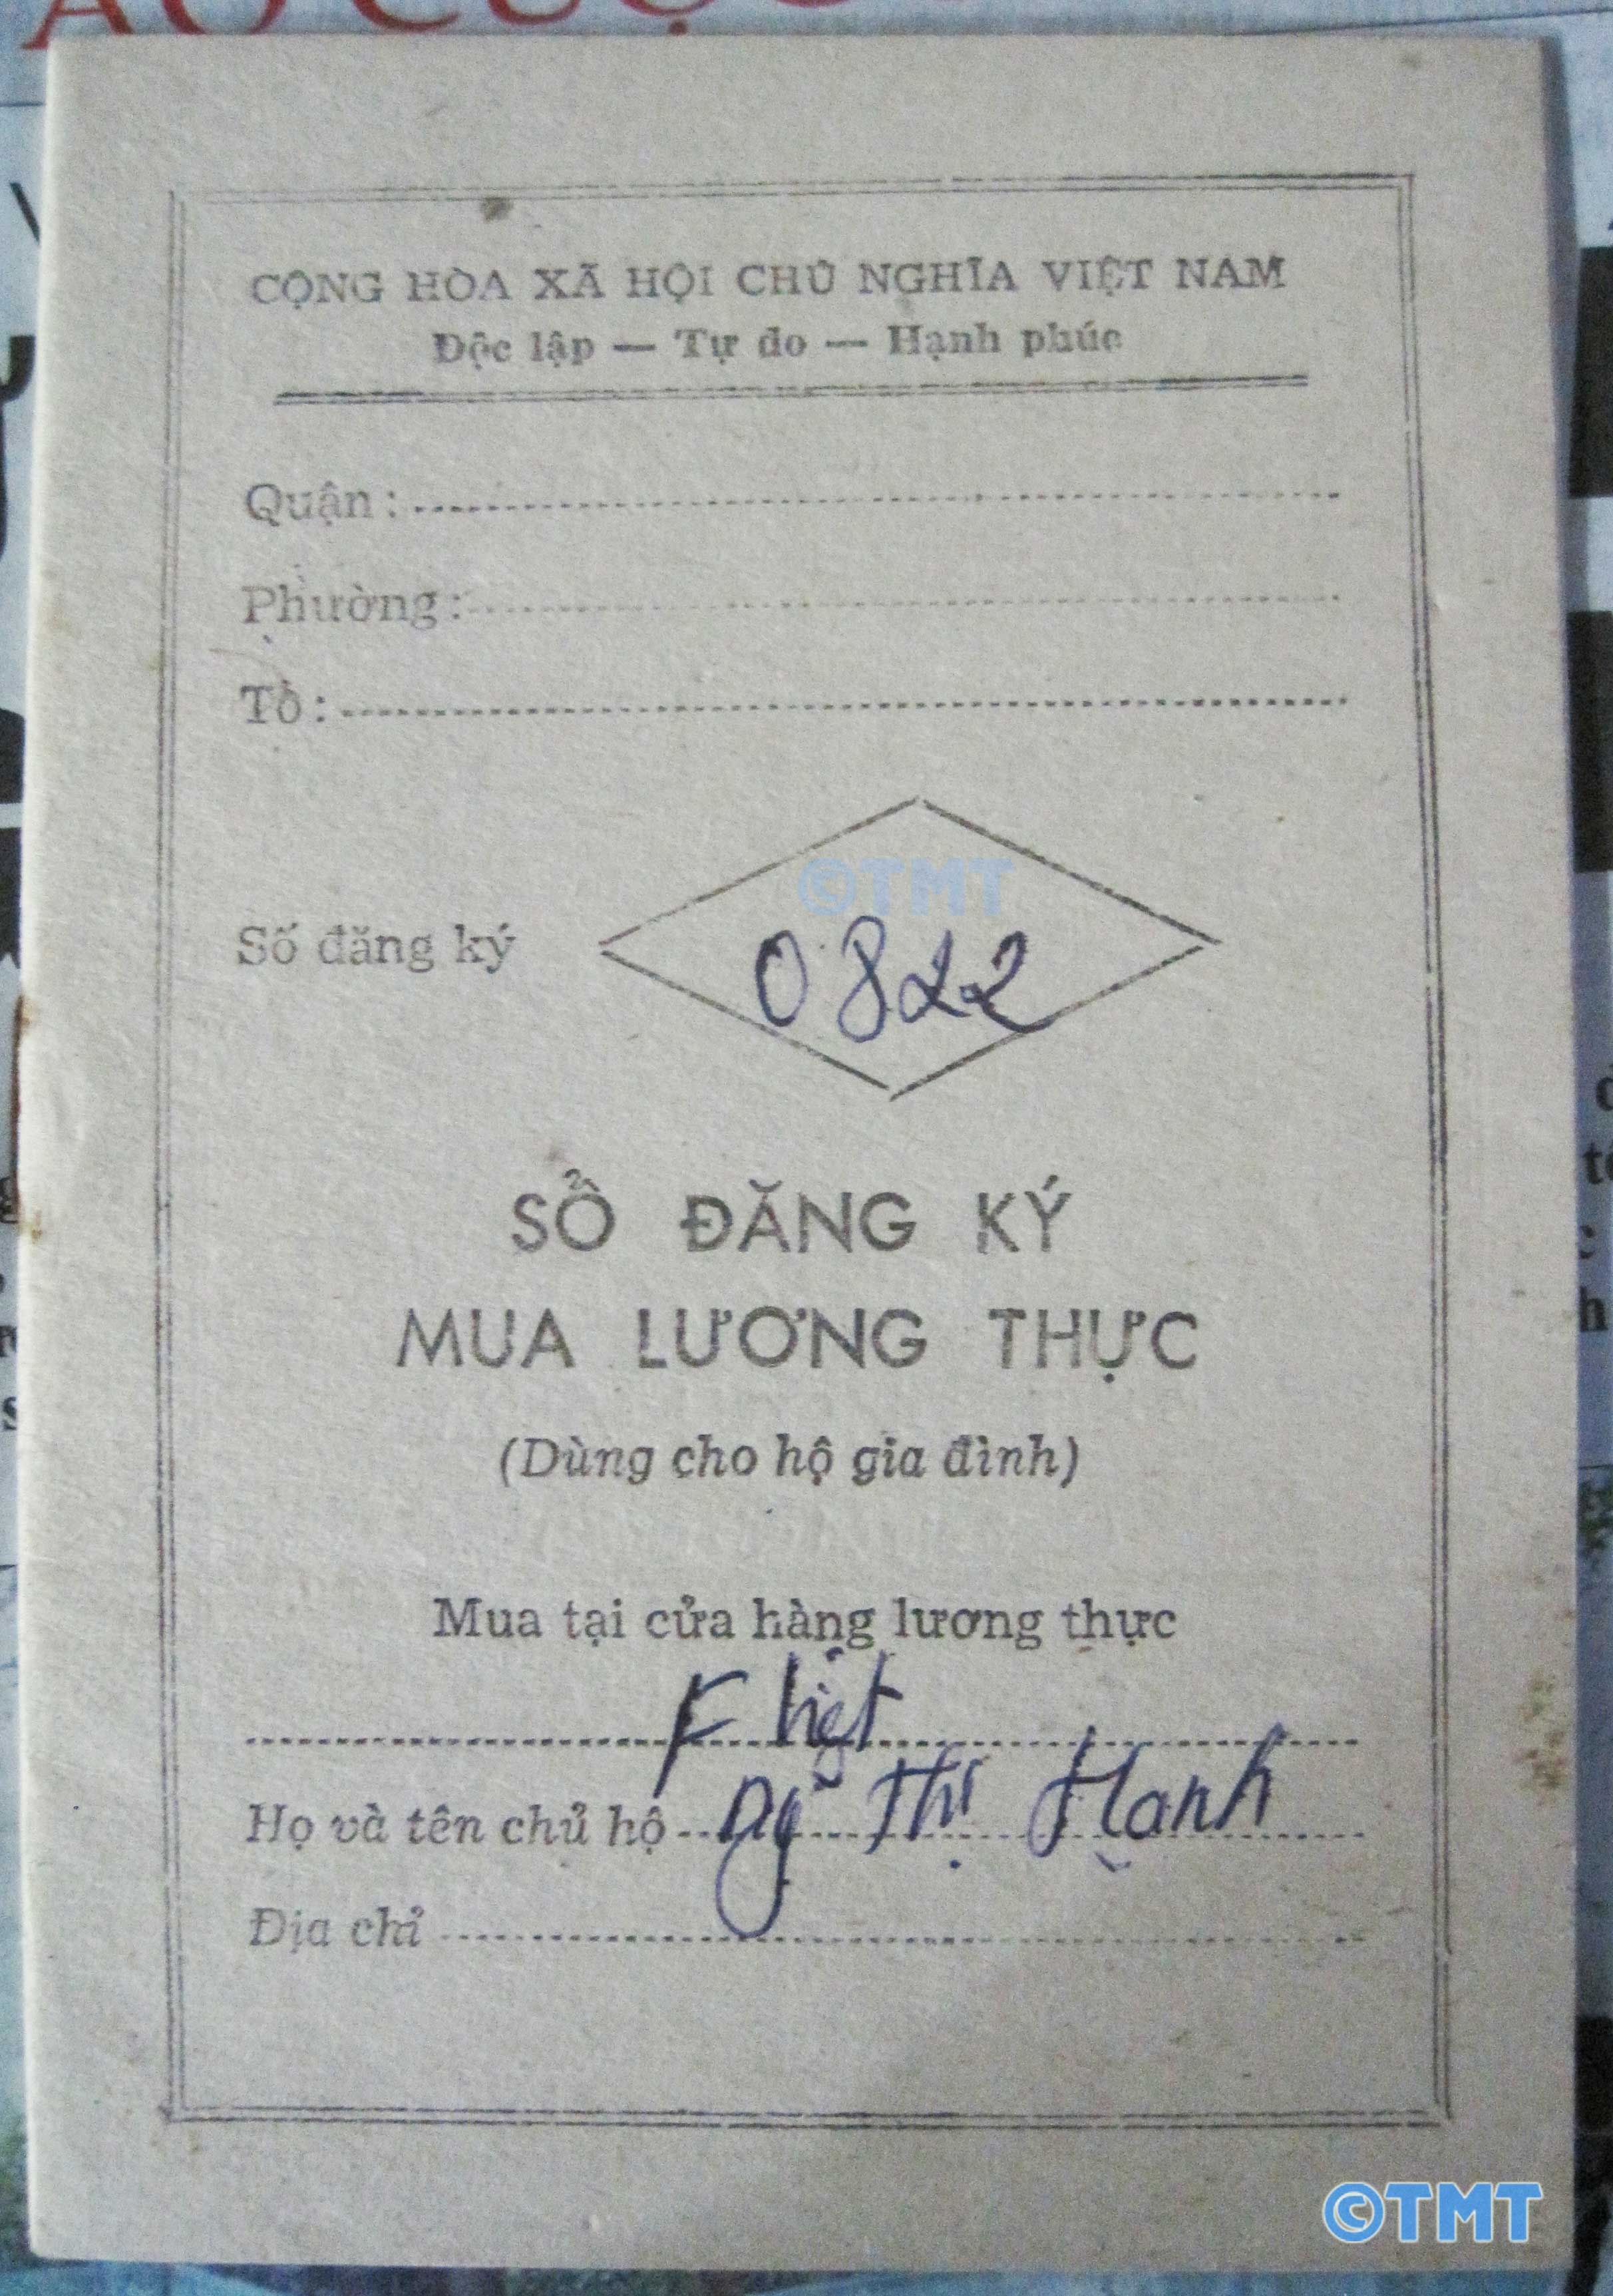 CỘNG HÒA XÃ HỘI CHỦ NGHĨA VIỆT NAM
Độc lập — Tự do — Hạnh phúc
Quận:
Phường:
Tổ:
©TMT
Số đăng ký
0822
SỔ ĐĂNG KÝ
MUA LƯƠNG THỰC
(Dùng cho hộ gia đình)
Mua tại cửa hàng lương thực
Họ và tên chủ hộ Ng̃ Thị Hạnh
Địa chỉ
©TMT